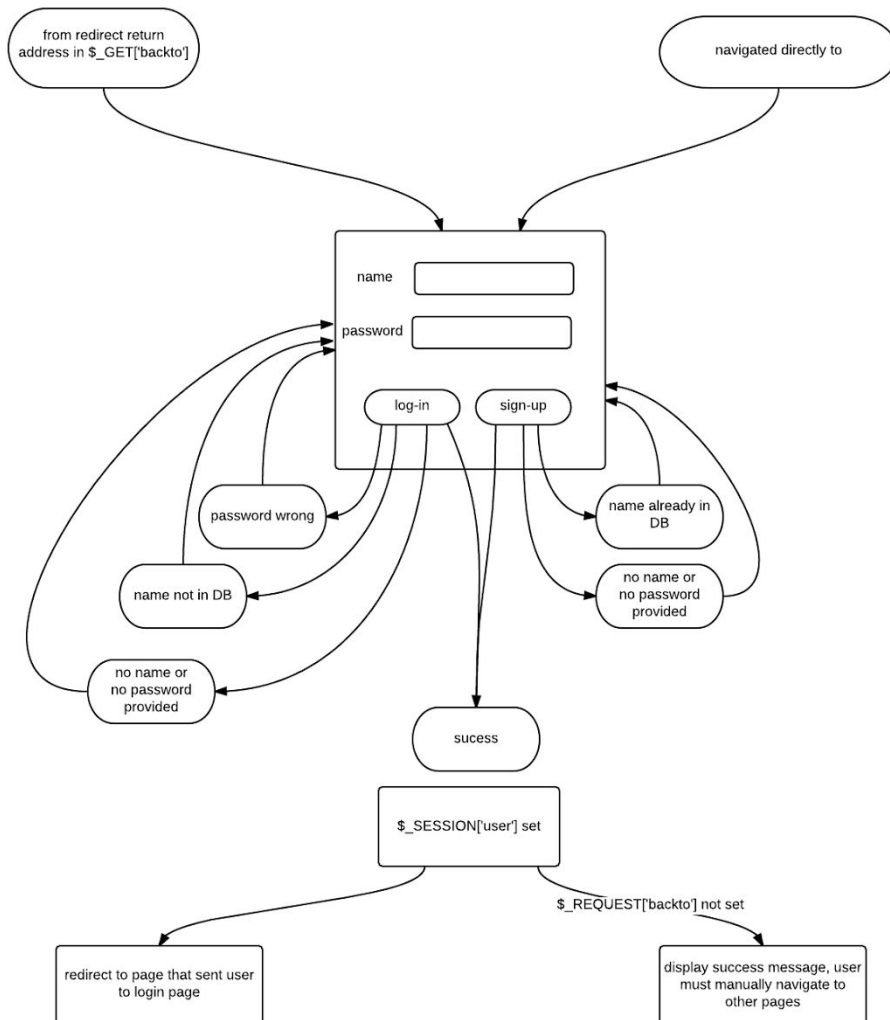 from redirect return
address in $_GET['backto']
navigated directly to
name
password
log-in
sign-up
password wrong
name already in
DB
name not in DB
no name or
no password
provided
no name or
no password
provided
sucess
$_SESSION['user'] set
$_REQUEST['backto'] not set
redirect to page that sent user
to login page
display success message, user
must manually navigate to
other pages